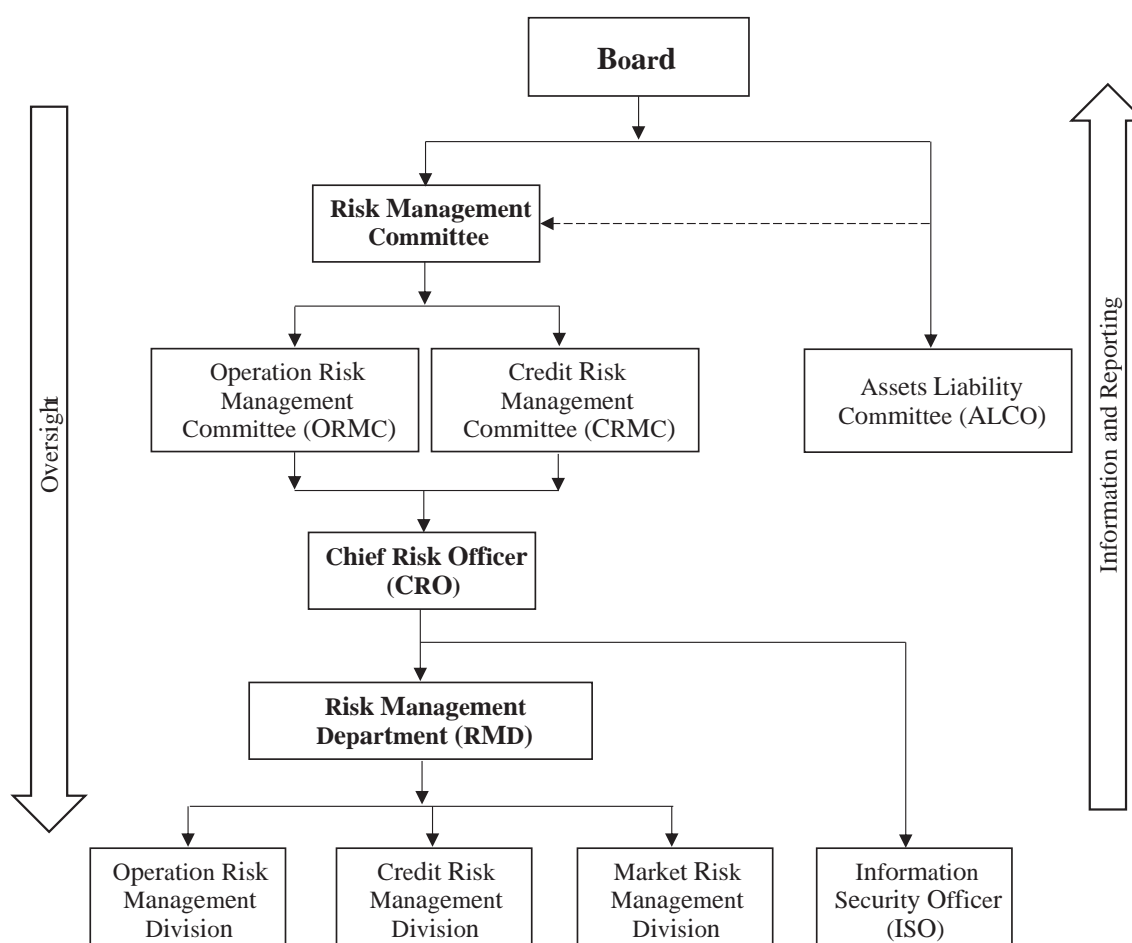 Board
Risk Management
Committee
Operation Risk
Management
Committee (ORMC)
Credit Risk
Management
Committee (CRMC)
Assets Liability
Committee (ALCO)
Oversight
Information and Reporting
Chief Risk Officer
(CRO)
Risk Management
Department (RMD)
Operation Risk
Management
Division
Credit Risk
Management
Division
Market Risk
Management
Division
Information
Security Officer
(ISO)